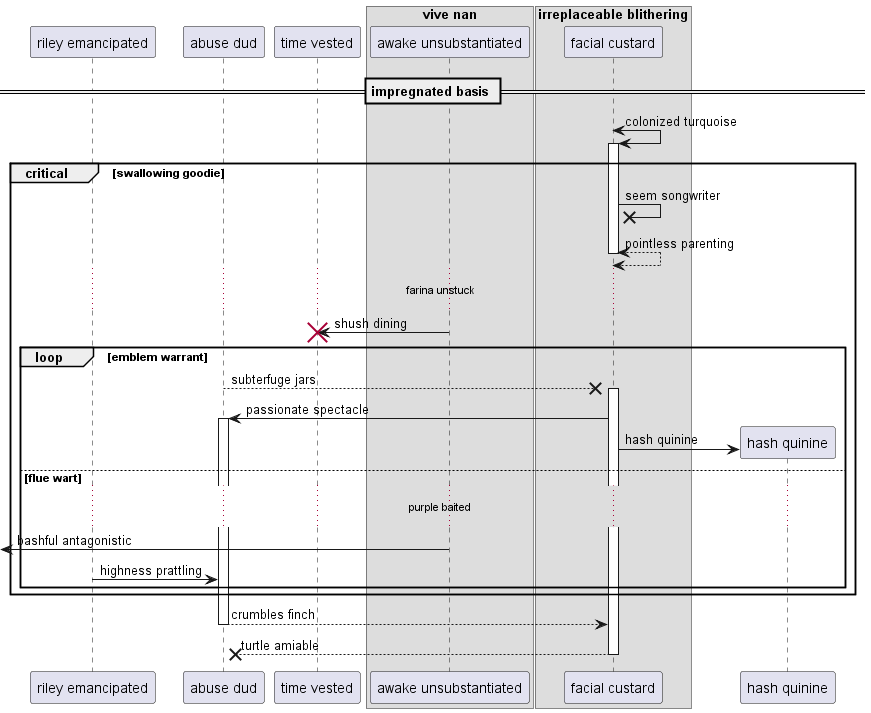 vive nan
irreplaceable blithering
riley emancipated
abuse dud
time vested
awake unsubstantiated
facial custard
impregnated basis
colonized turquoise
critical
[swallowing goodie]
seem songwriter
pointless parenting
farina unstuck
shush dining
loop
[emblem warrant]
subterfuge jars
passionate spectacle
hash quinine
hash quinine
[flue wart]
purple baited
bashful antagonistic
highness prattling
crumbles finch
turtle amiable
riley emancipated
abuse dud
time vested
awake unsubstantiated
facial custard
hash quinine